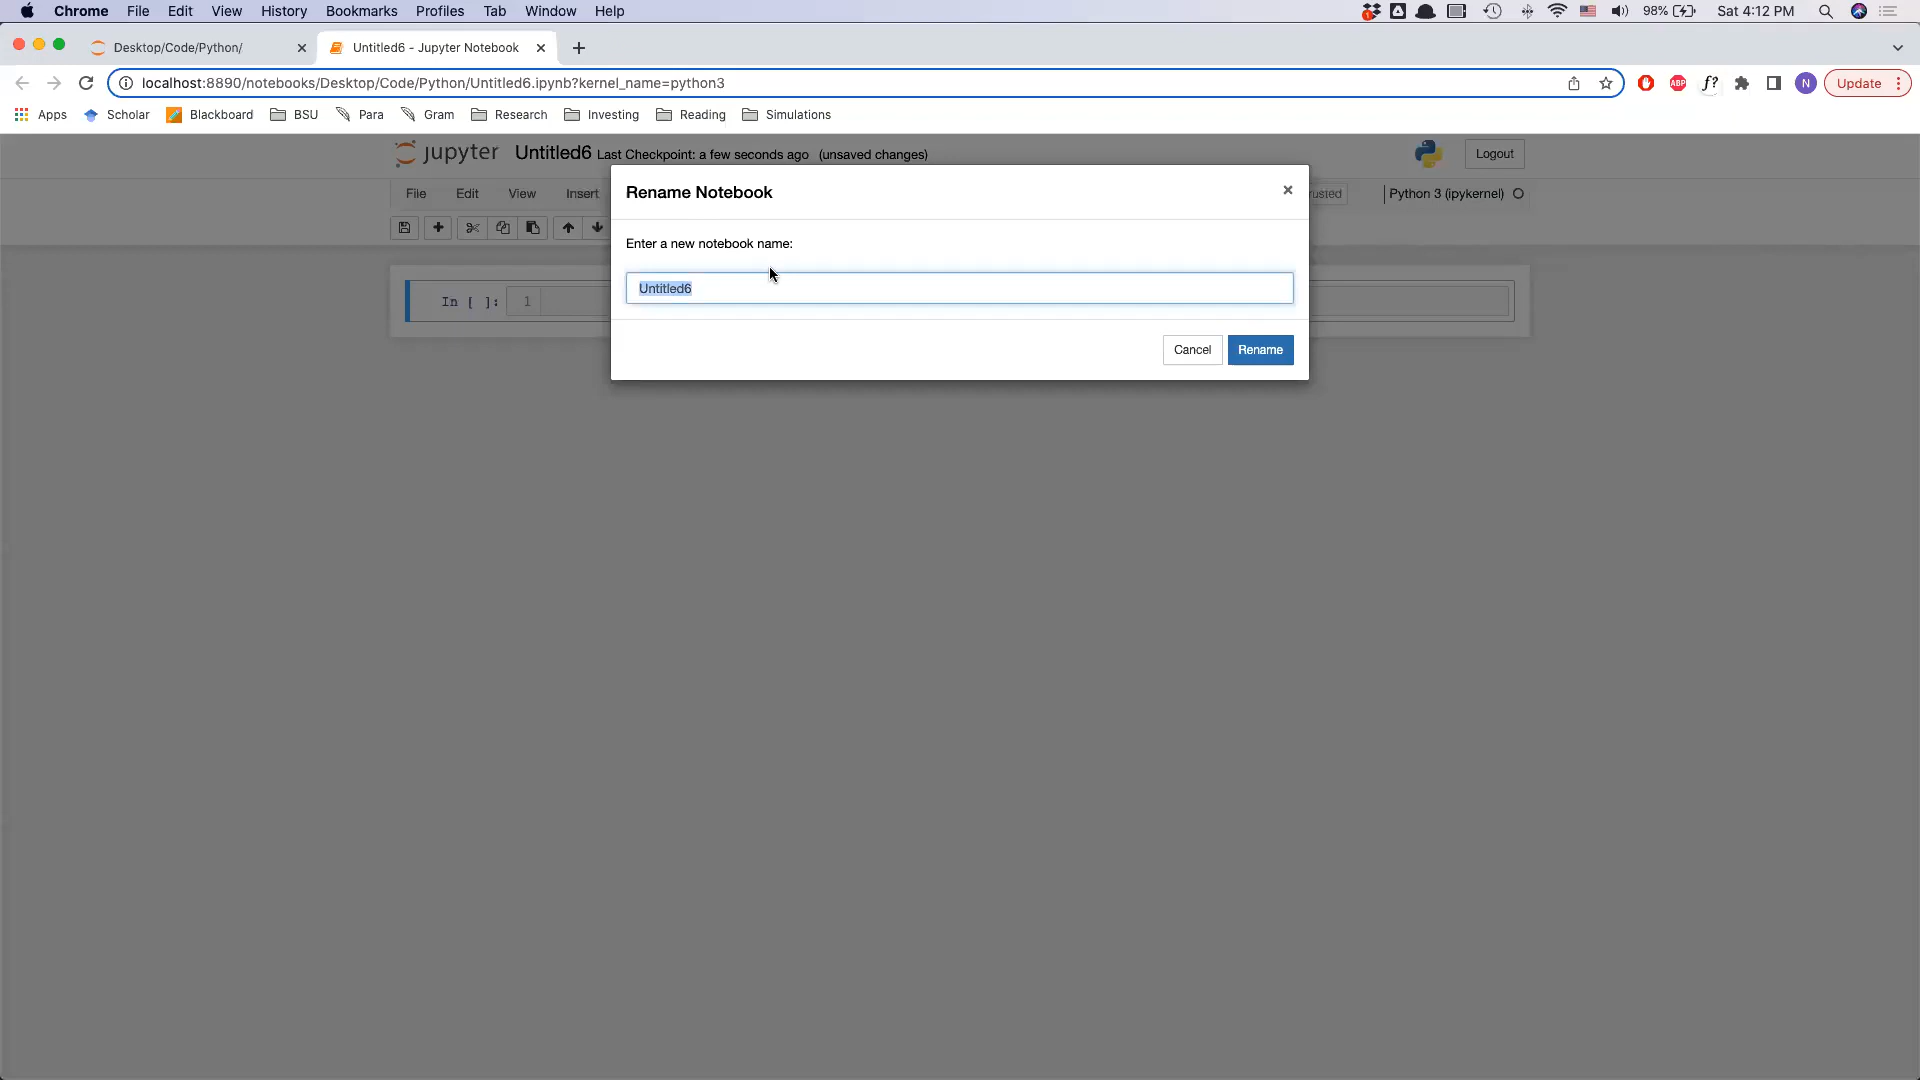 Chrome File Edit View History Bookmarks Profiles Tab Window Help 98% Sat 4:12 PM
Desktop/Code/Python/ Untitled6 - Jupyter Notebook
localhost:8890/notebooks/Desktop/Code/Python/Untitled6.ipynb?kernel_name=python3 ABP f? N Update
Apps Scholar Blackboard BSU Para Gram Research Investing Reading Simulations
jupyter Untitled6 Last Checkpoint: a few seconds ago (unsaved changes) Logout
File Edit View Insert Python 3 (ipykernel)
Rename Notebook
Enter a new notebook name:
Untitled6
Cancel Rename
In [ ]: 1